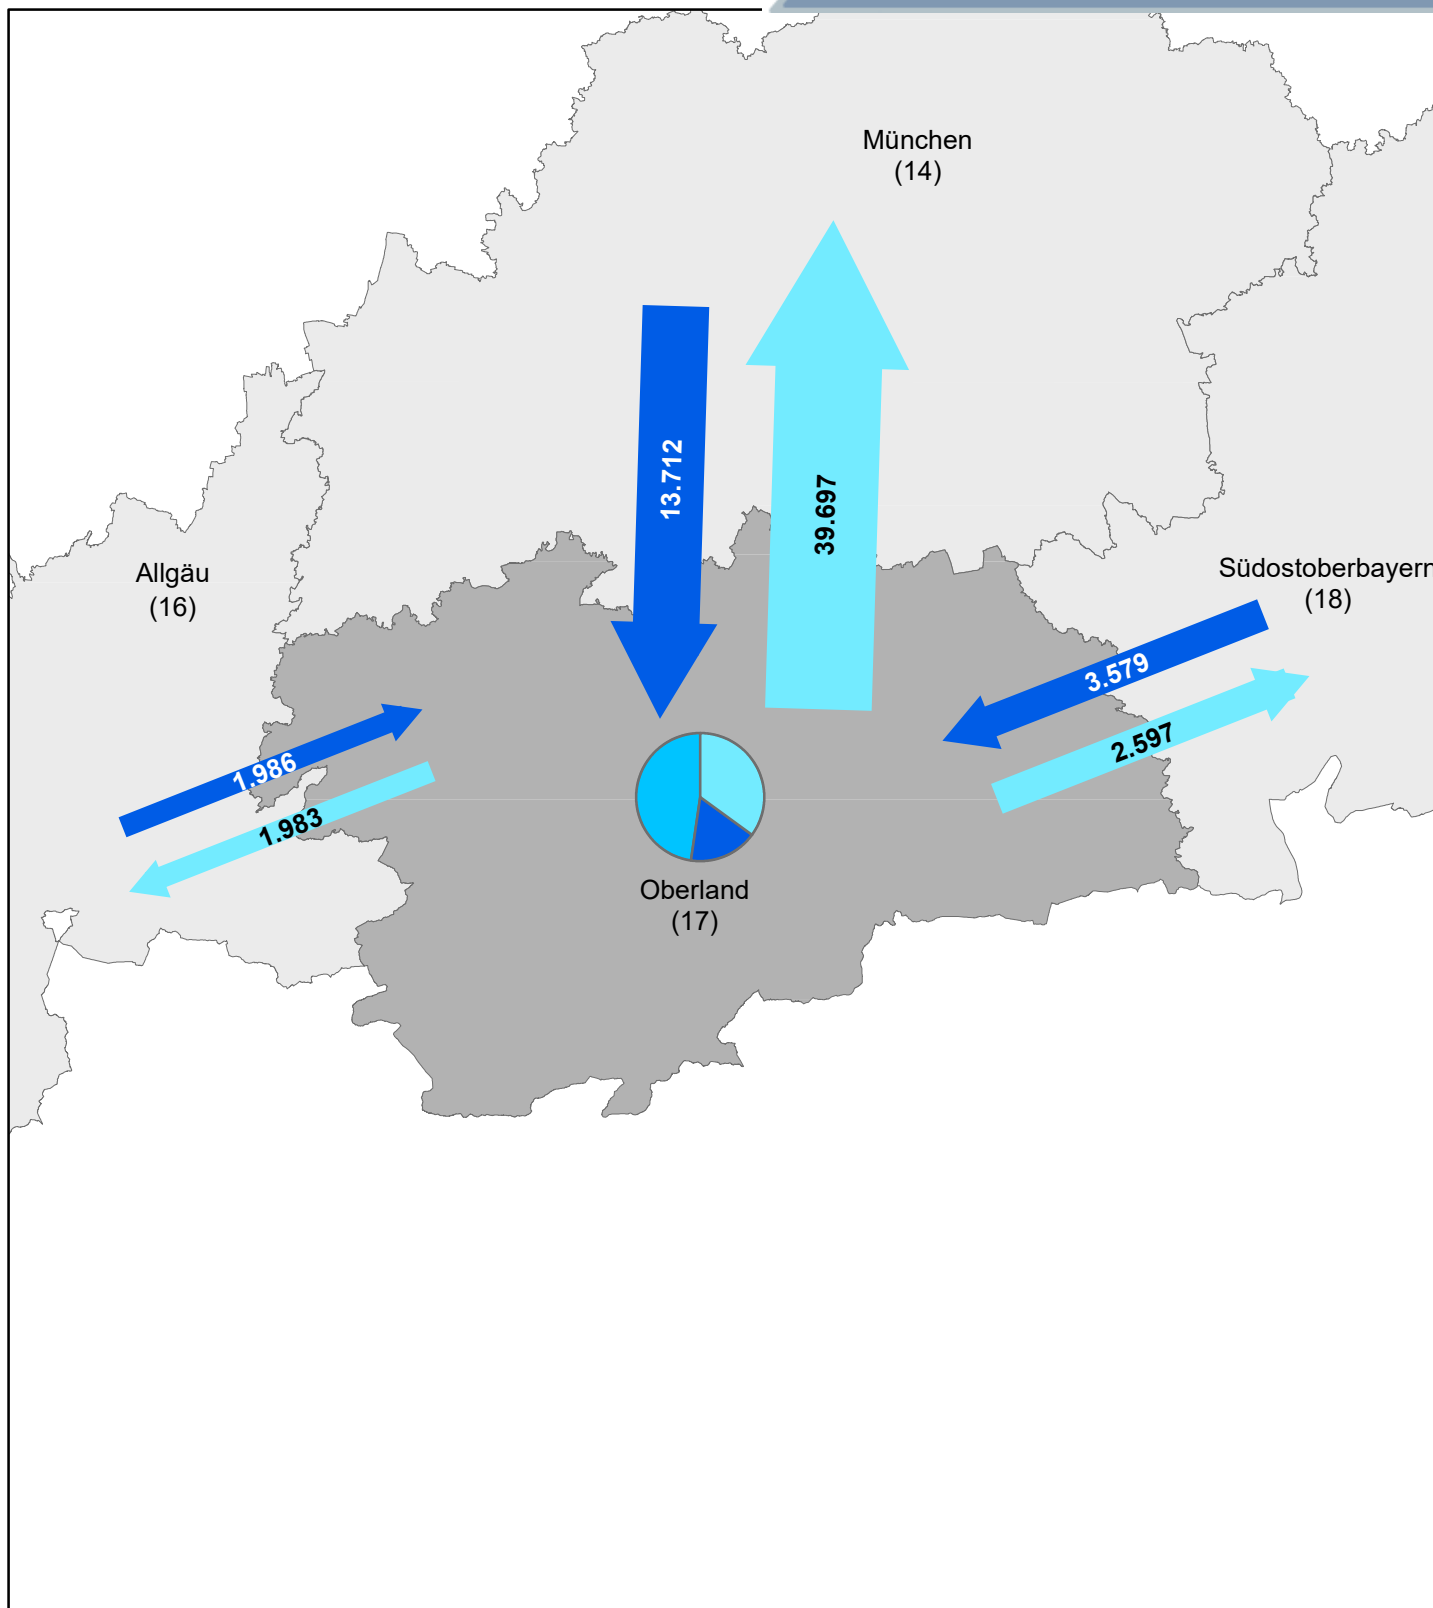 München
(14)
13.712
39.697
Allgäu
(16)
Südostoberbayern
(18)
3.579
2.597
1.986
1.983
Oberland
(17)